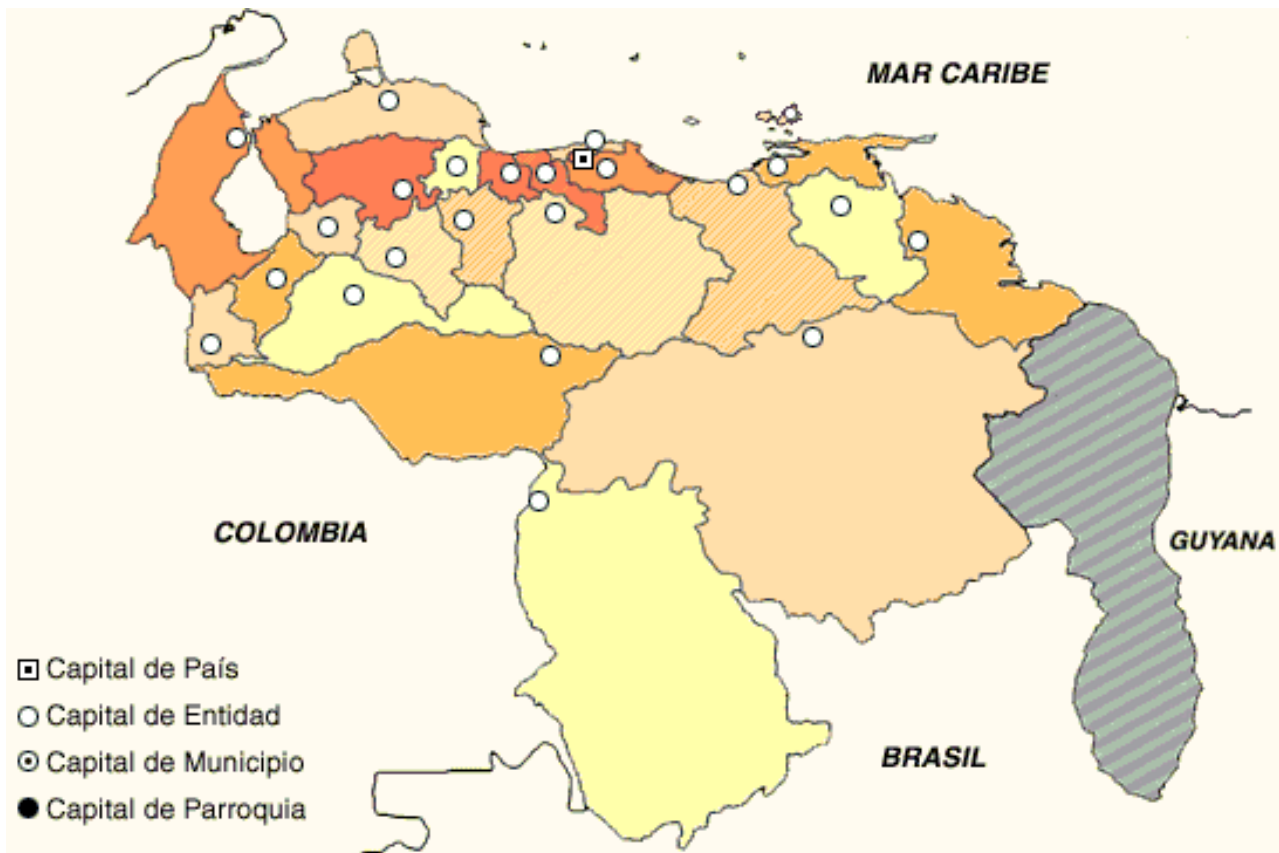 MAR CARIBE
COLOMBIA
GUYANA
BRASIL
Capital de País
Capital de Entidad
Capital de Municipio
Capital de Parroquia